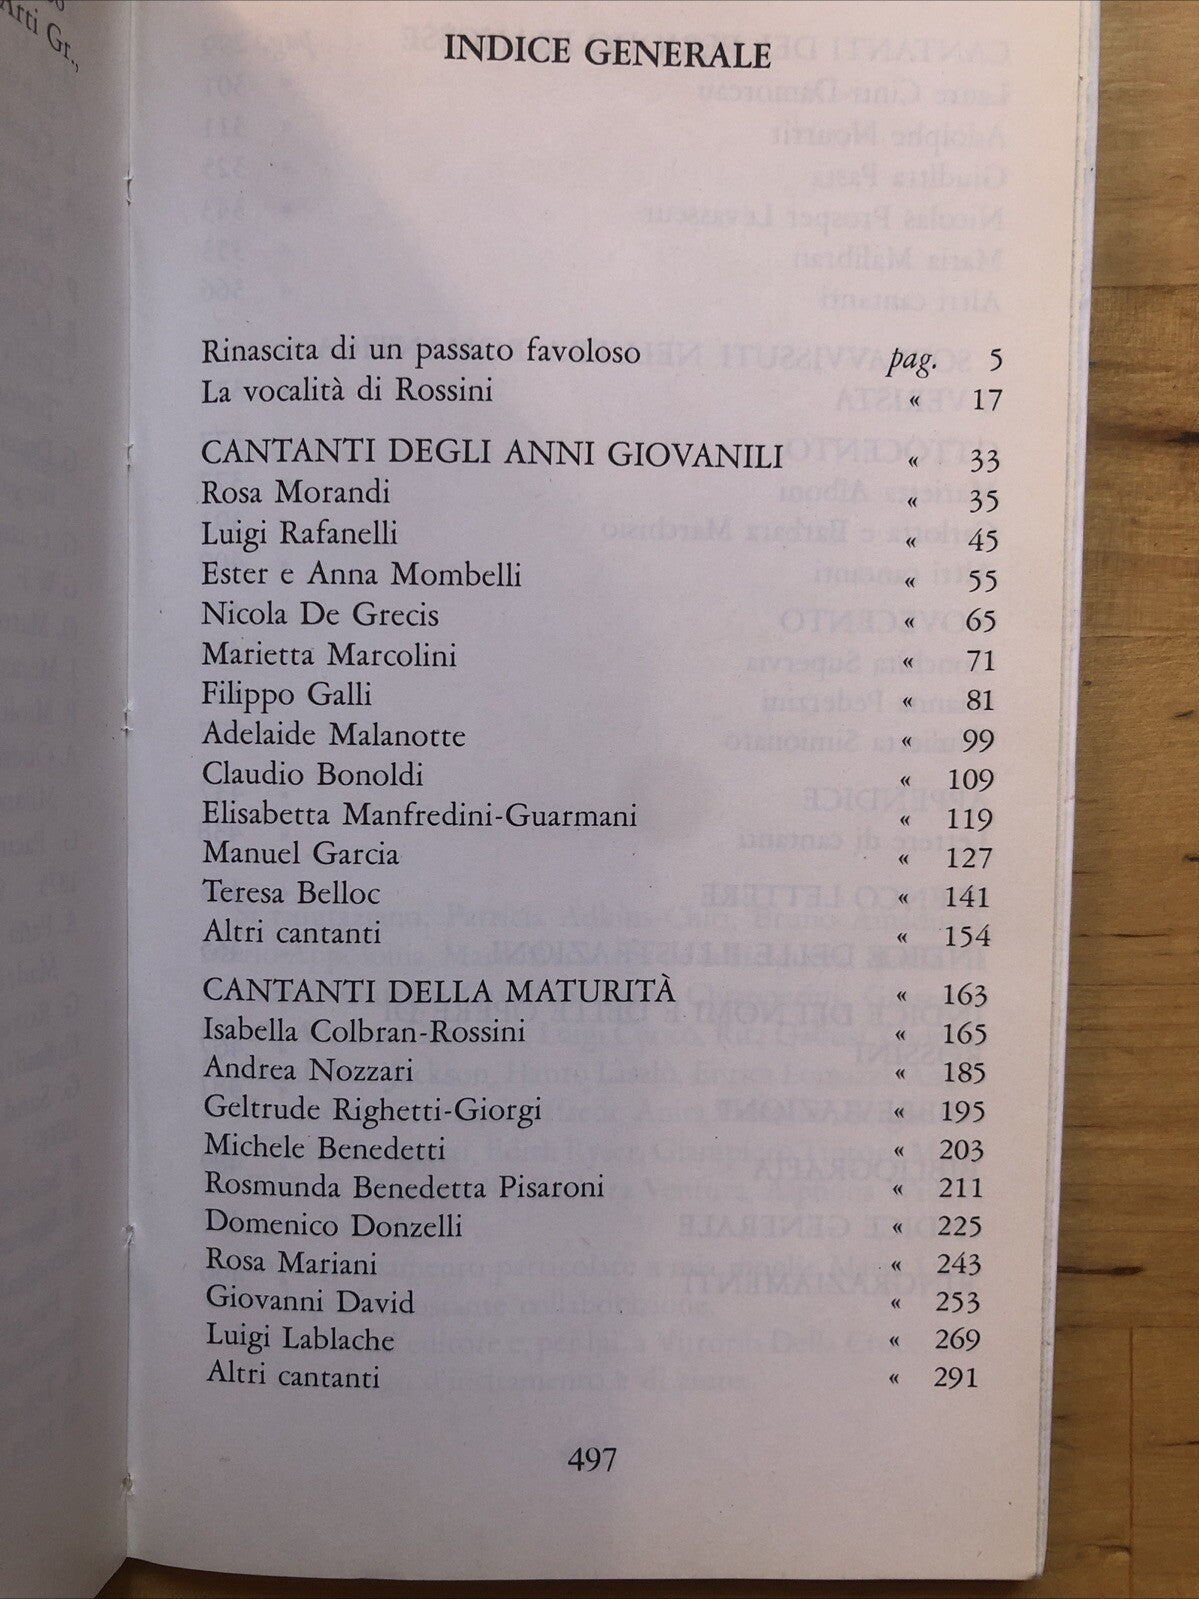 Arti Gr.,
INDICE GENERALE
Rinascita di un passato favoloso pag. 5
La vocalità di Rossini « 17
CANTANTI DEGLI ANNI GIOVANILI « 33
Rosa Morandi « 35
Luigi Rafanelli « 45
Ester e Anna Mombelli « 55
Nicola De Grecis « 65
Marietta Marcolini « 71
Filippo Galli « 81
Adelaide Malanotte « 99
Claudio Bonoldi « 109
Elisabetta Manfredini-Guarmani « 119
Manuel Garcia « 127
Teresa Belloc « 141
Altri cantanti « 154
CANTANTI DELLA MATURITÀ « 163
Isabella Colbran-Rossini « 165
Andrea Nozzari « 185
Geltrude Righetti-Giorgi « 195
Michele Benedetti « 203
Rosmunda Benedetta Pisaroni « 211
Domenico Donzelli « 225
Rosa Mariani « 243
Giovanni David « 253
Luigi Lablache « 269
Altri cantanti « 291
497